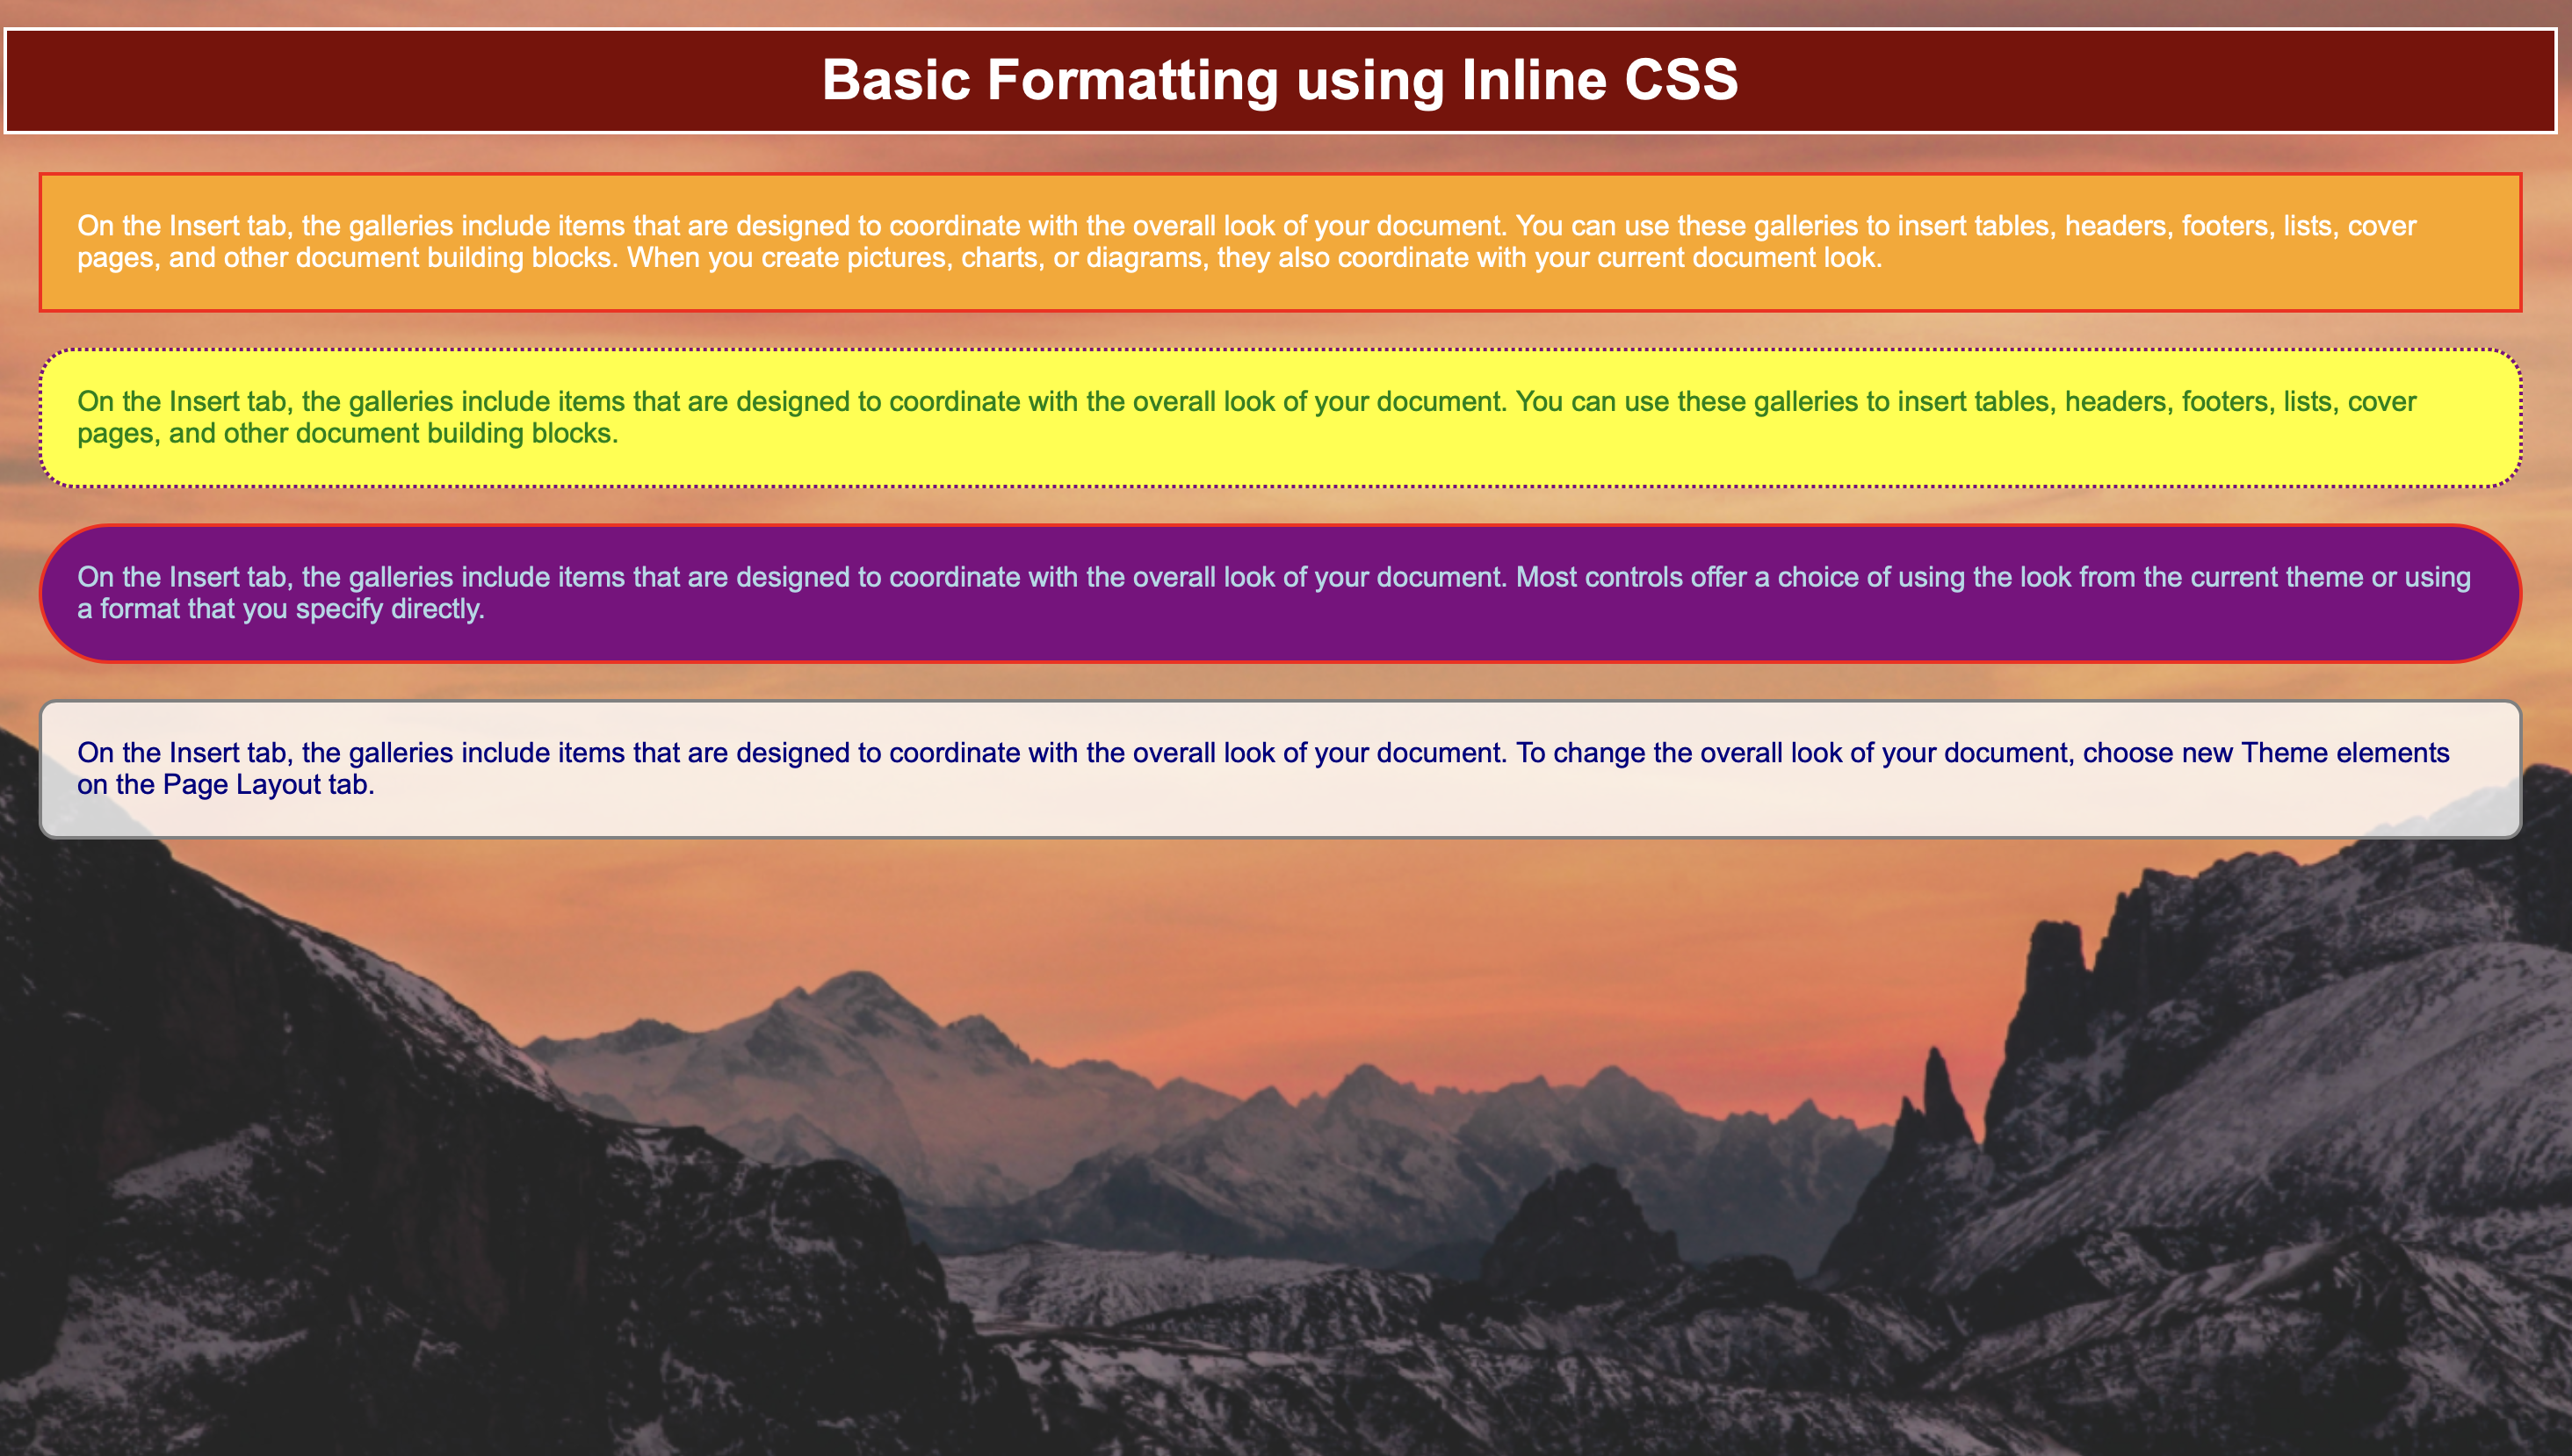 Basic Formatting using Inline CSS
On the Insert tab, the galleries include items that are designed to coordinate with the overall look of your document. You can use these galleries to insert tables, headers, footers, lists, cover
pages, and other document building blocks. When you create pictures, charts, or diagrams, they also coordinate with your current document look.
On the Insert tab, the galleries include items that are designed to coordinate with the overall look of your document. You can use these galleries to insert tables, headers, footers, lists, cover
pages, and other document building blocks.
On the Insert tab, the galleries include items that are designed to coordinate with the overall look of your document. Most controls offer a choice of using the look from the current theme or using
a format that you specify directly.
On the Insert tab, the galleries include items that are designed to coordinate with the overall look of your document. To change the overall look of your document, choose new Theme elements
on the Page Layout tab.